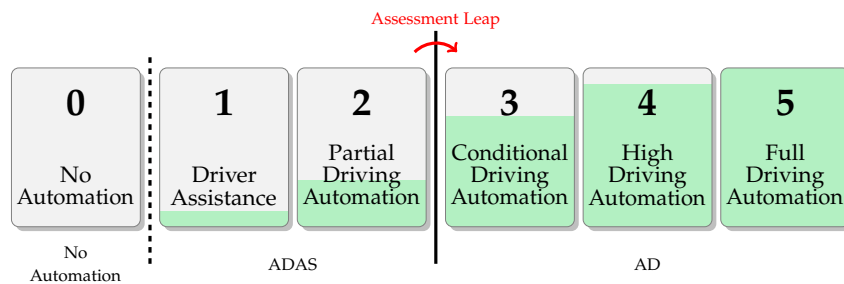 Assessment Leap
0
No
Automation
1
Driver
Assistance
2
Partial
Driving
Automation
3
Conditional
Driving
Automation
4
High
Driving
Automation
5
Full
Driving
Automation
No
Automation
ADAS
AD